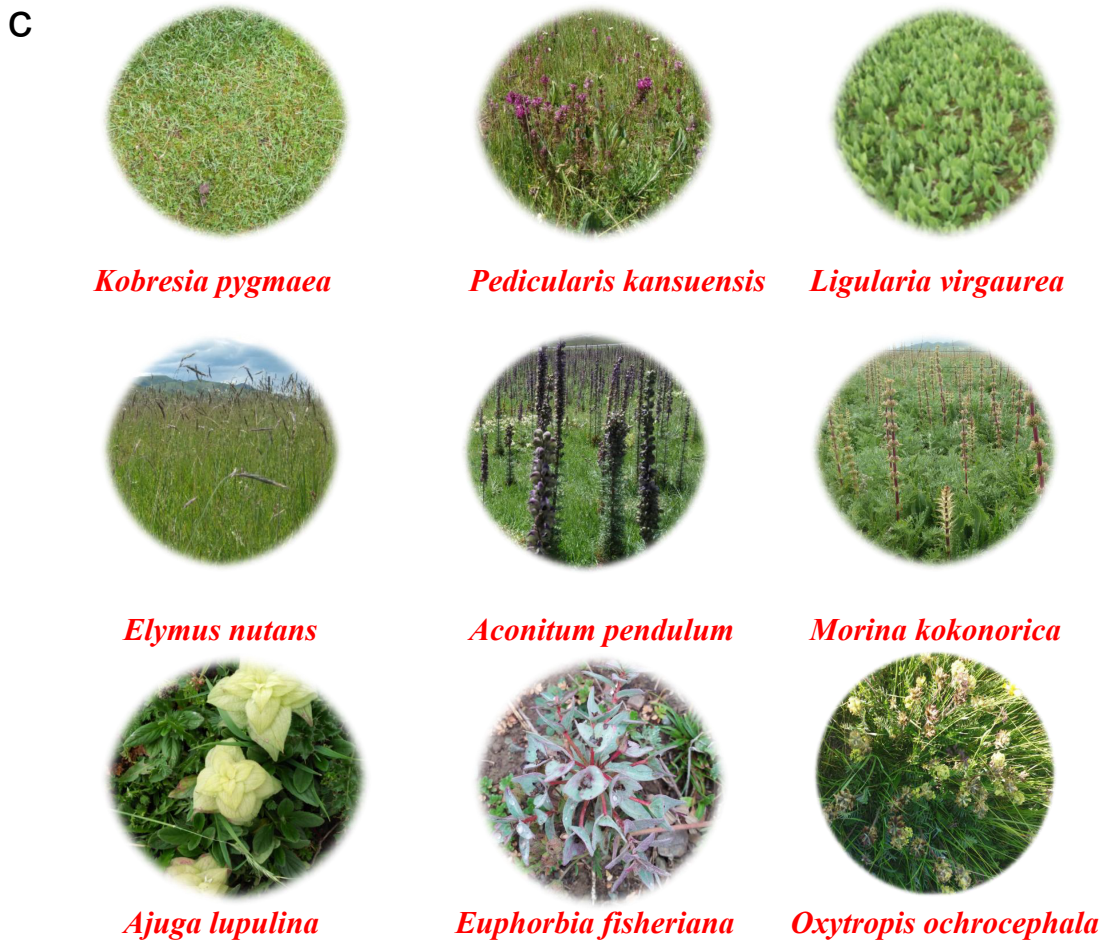 C
Kobresia pygmaea
Pedicularis kansuensis
Ligularia virgaurea
Elymus nutans
Aconitum pendulum
Morina kokonorica
Ajuga lupulina
Euphorbia fisheriana
Oxytropis ochrocephala